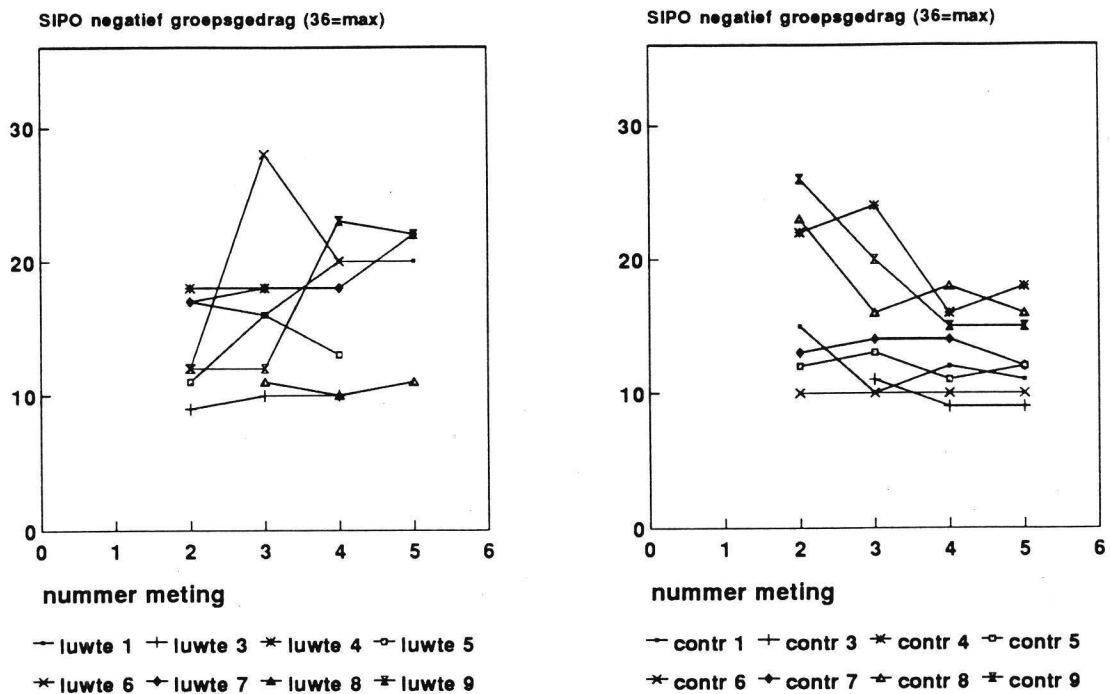 SIPO negatief groepsgedrag (36=max)
30
20
10
0
0 1 2 3 4 5 6
nummer meting
luwte 1 luwte 3 luwte 4 luwte 5
luwte 6 luwte 7 luwte 8 luwte 9
SIPO negatief groepsgedrag (36=max)
30
20
10
0
0 1 2 3 4 5 6
nummer meting
contr 1 contr 3 contr 4 contr 5
contr 6 contr 7 contr 8 contr 9